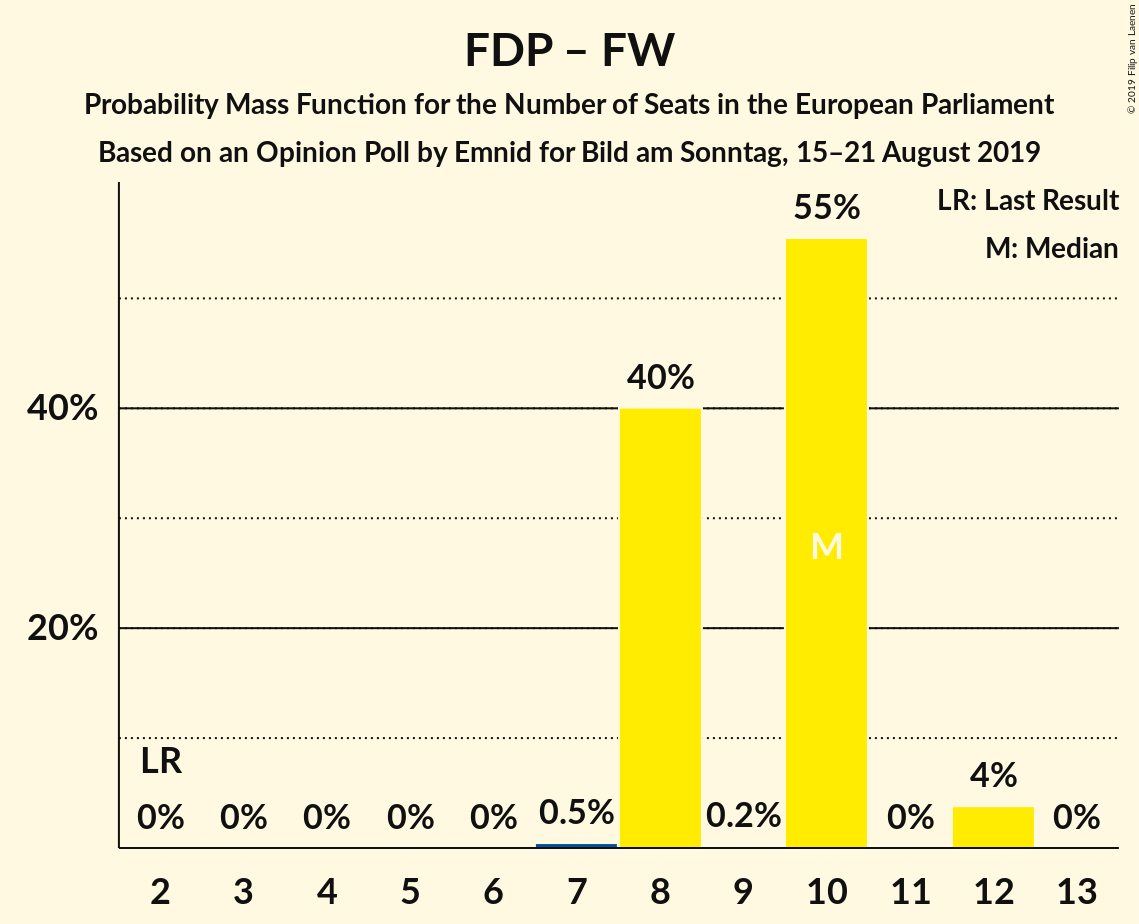 FDP – FW
Probability Mass Function for the Number of Seats in the European Parliament
Based on an Opinion Poll by Emnid for Bild am Sonntag, 15–21 August 2019
© 2019 Filip van Laenen
LR: Last Result
M: Median
55%
40%
40%
M
20%
LR
0% 0% 0% 0% 0% 0.5% 0.2% 0% 4% 0%
2 3 4 5 6 7 8 9 10 11 12 13